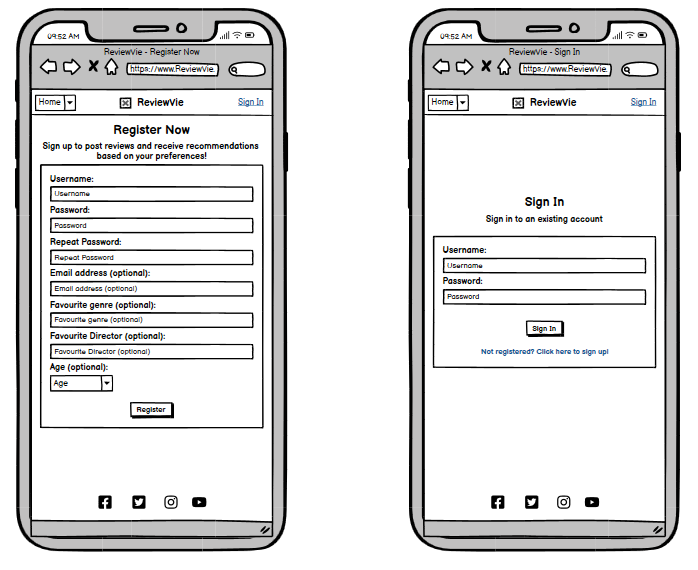 09:52 AM
ReviewVie - Register Now
https://www.ReviewVie.
Home
ReviewVie
Sign In
Register Now
Sign up to post reviews and receive recommendations
based on your preferences!
Username:
Username
Password:
Password
Repeat Password:
Repeat Password
Email address (optional):
Email address (optional)
Favourite genre (optional):
Favourite genre (optional)
Favourite Director (optional):
Favourite Director (optional)
Age (optional):
Age
Register
09:52 AM
ReviewVie - Sign In
https://www.ReviewVie.
Home
ReviewVie
Sign In
Sign In
Sign in to an existing account
Username:
Username
Password:
Password
Sign In
Not registered? Click here to sign up!